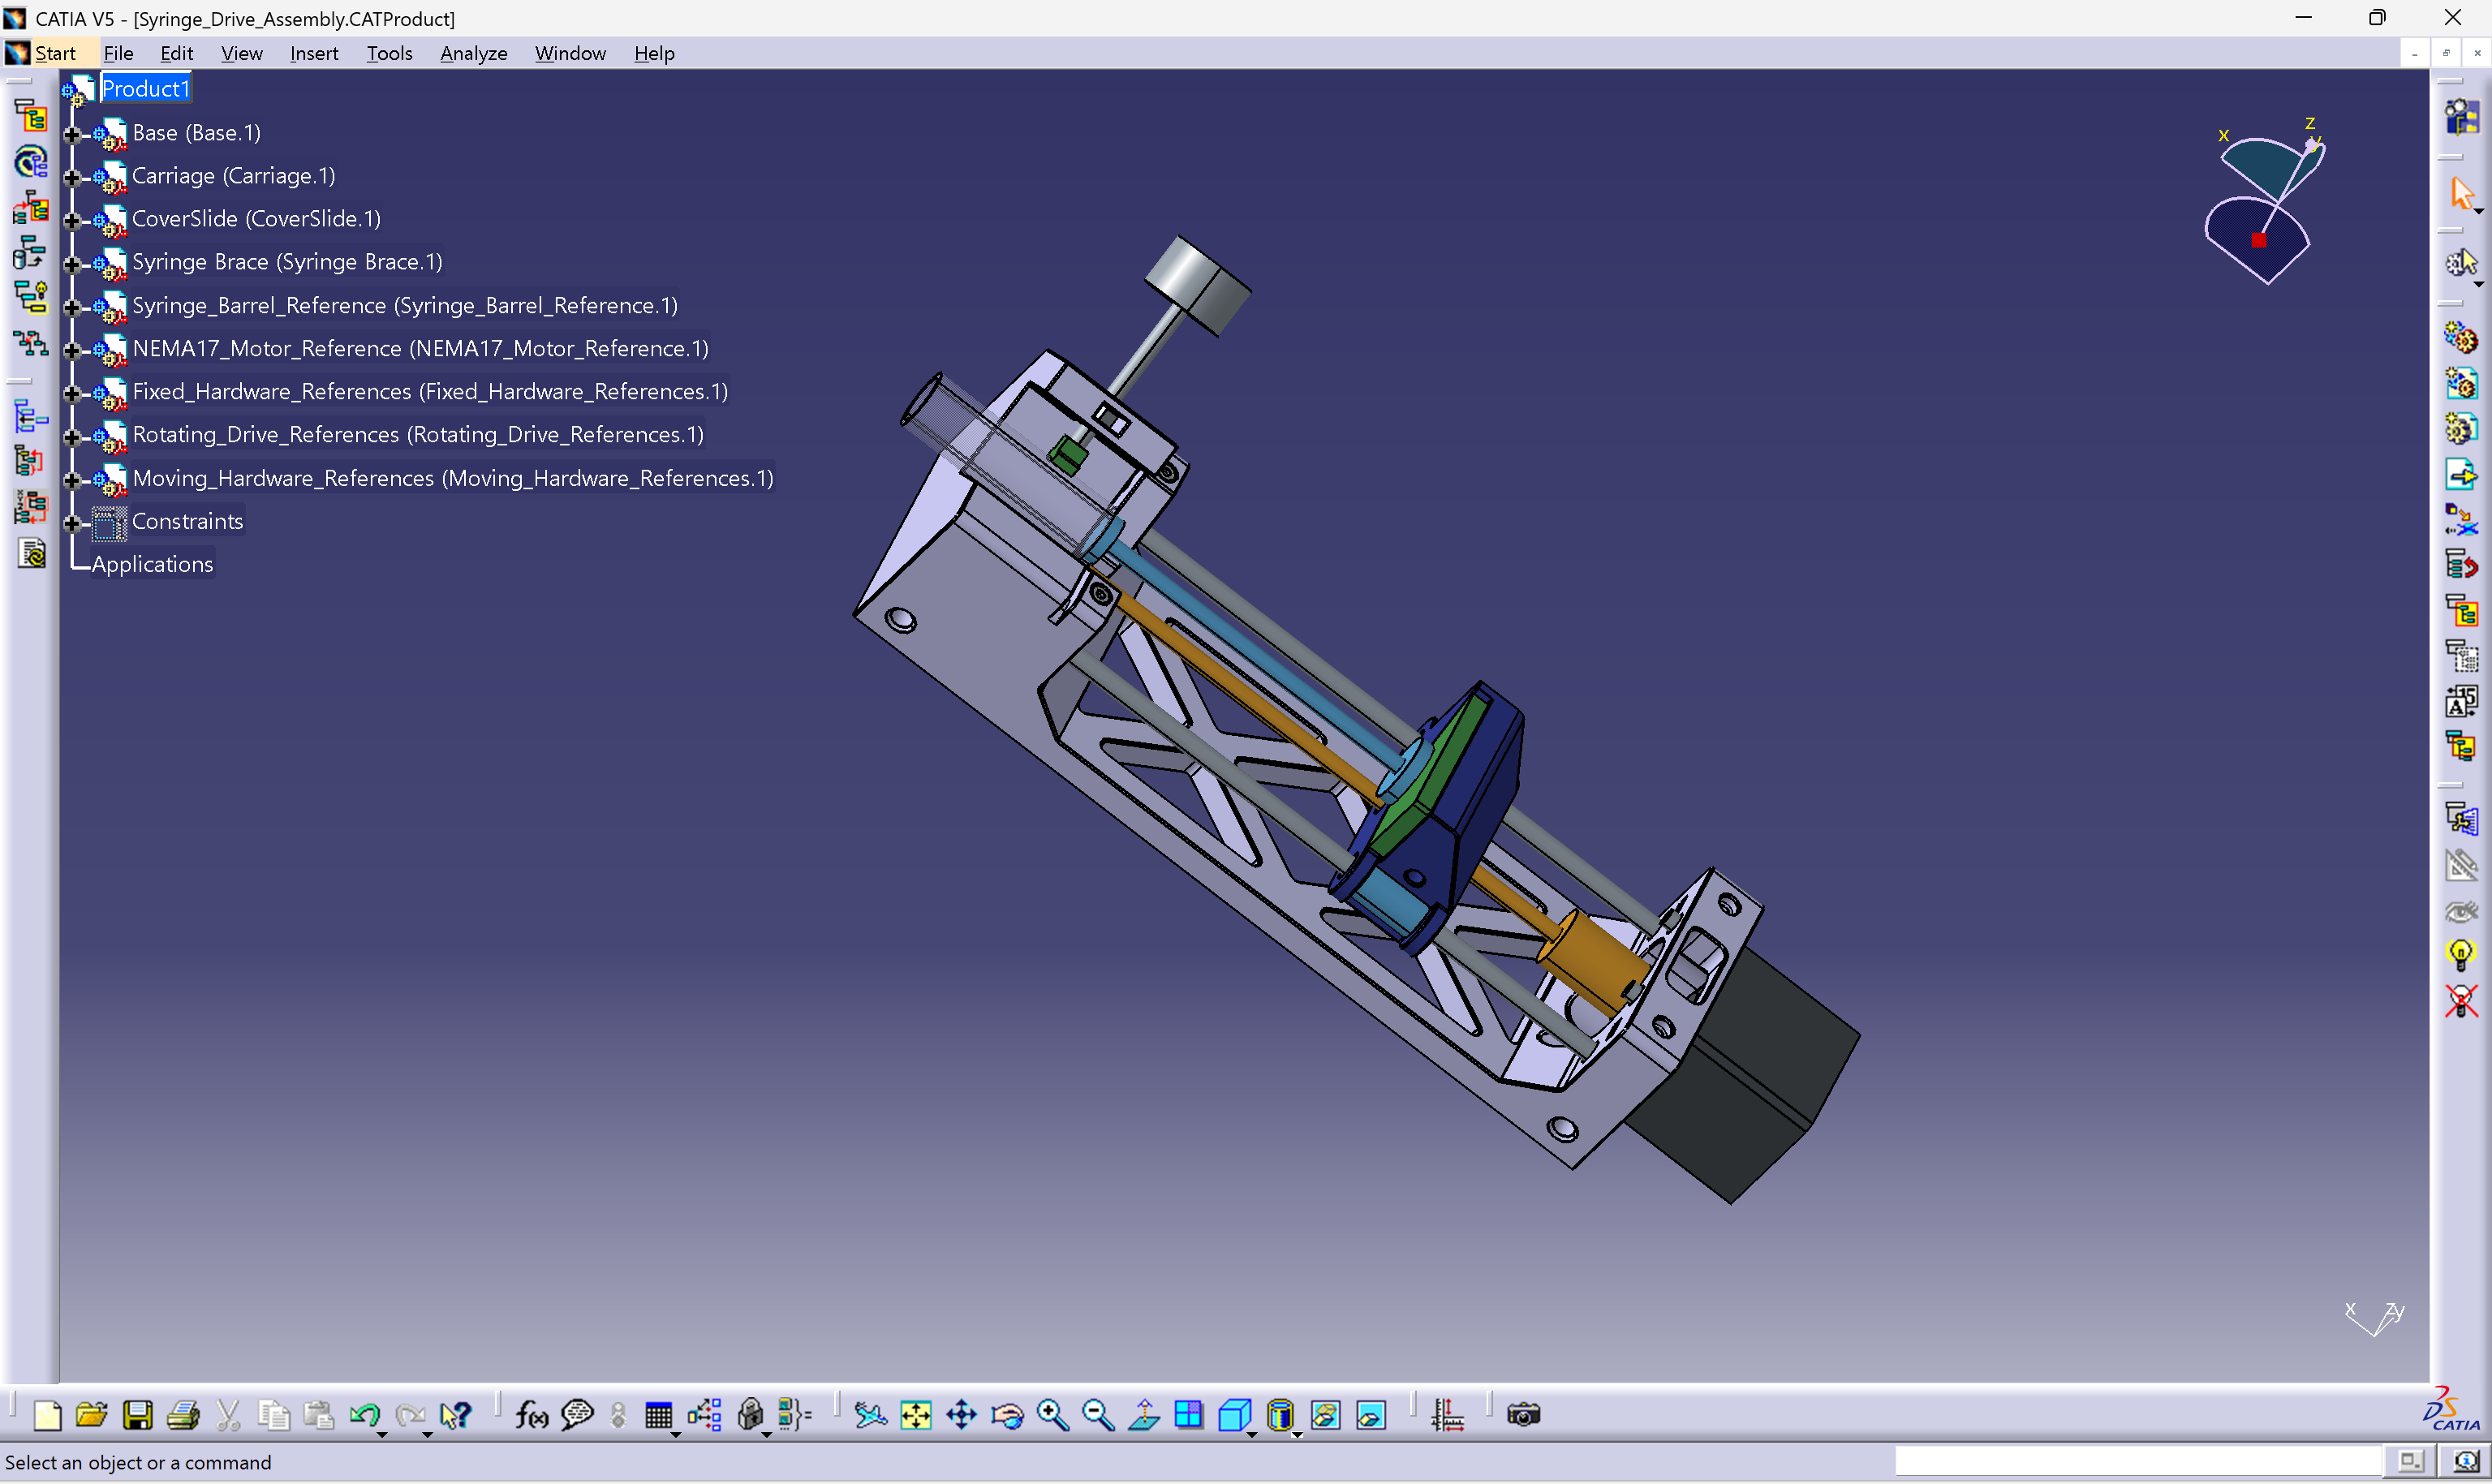 CATIA V5 - [Syringe_Drive_Assembly.CATProduct]
Start File Edit View Insert Tools Analyze Window Help
Product1
Base (Base.1)
Carriage (Carriage.1)
CoverSlide (CoverSlide.1)
Syringe Brace (Syringe Brace.1)
Syringe_Barrel_Reference (Syringe_Barrel_Reference.1)
NEMA17_Motor_Reference (NEMA17_Motor_Reference.1)
Fixed_Hardware_References (Fixed_Hardware_References.1)
Rotating_Drive_References (Rotating_Drive_References.1)
Moving_Hardware_References (Moving_Hardware_References.1)
Constraints
Applications
x z y
x z y
f(x)
CATIA
Select an object or a command